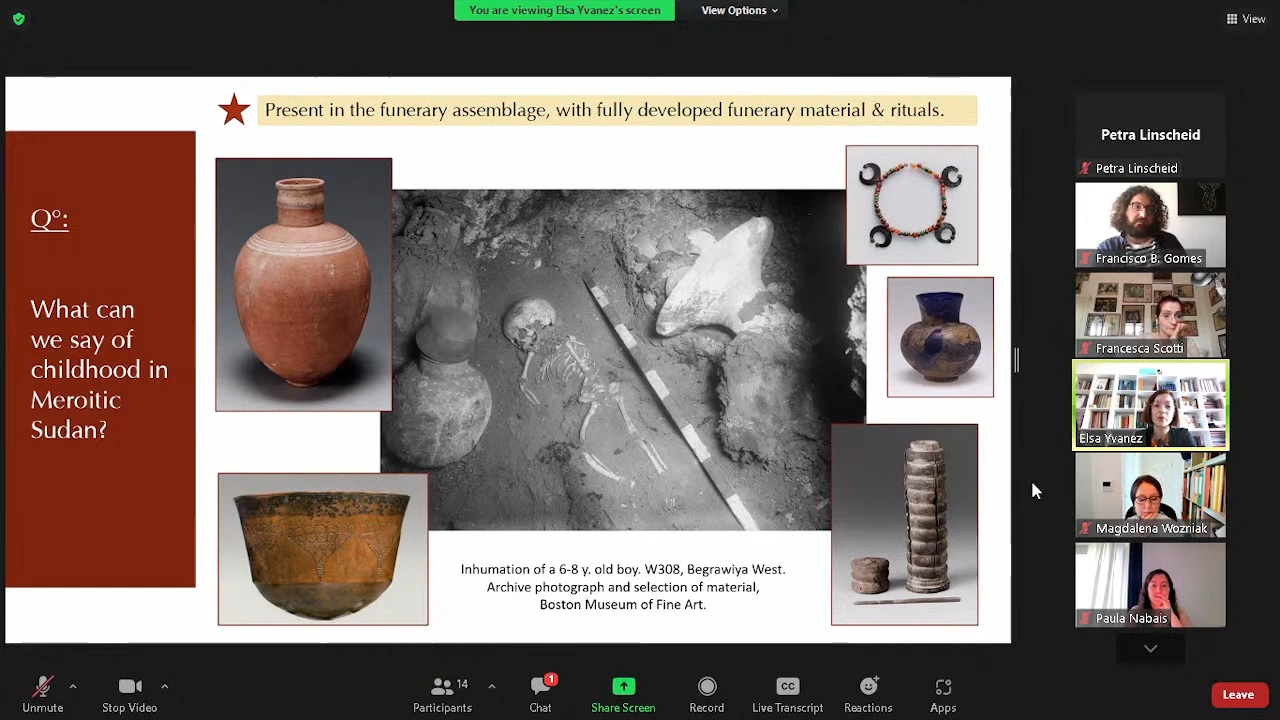 You are viewing Elsa Yvanez's screen
View Options
View
Present in the funerary assemblage, with fully developed funerary material & rituals.
Q°:
What can
we say of
childhood in
Meroitic
Sudan?
Inhumation of a 6-8 y. old boy. W308, Begrawiya West.
Archive photograph and selection of material,
Boston Museum of Fine Art.
Petra Linscheid
Petra Linscheid
Francisco B. Gomes
Francesca Scotti
Elsa Yvanez
Magdalena Wozniak
Paula Nabais
Unmute
Stop Video
14
Participants
1
Chat
Share Screen
Record
CC
Live Transcript
Reactions
Apps
Leave